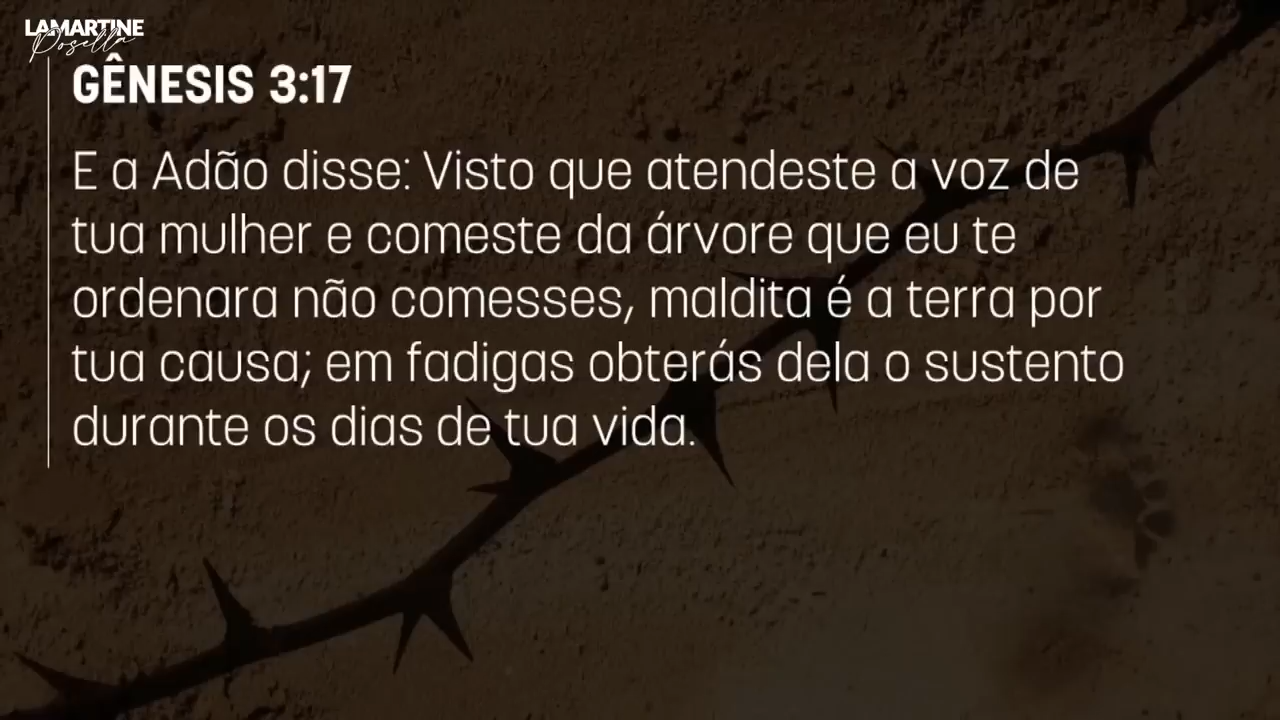 LAMARTINE
Posella
GÊNESIS 3:17
E a Adão disse: Visto que atendeste a voz de
tua mulher e comeste da árvore que eu te
ordenara não comesses, maldita é a terra por
tua causa; em fadigas obterás dela o sustento
durante os dias de tua vida.